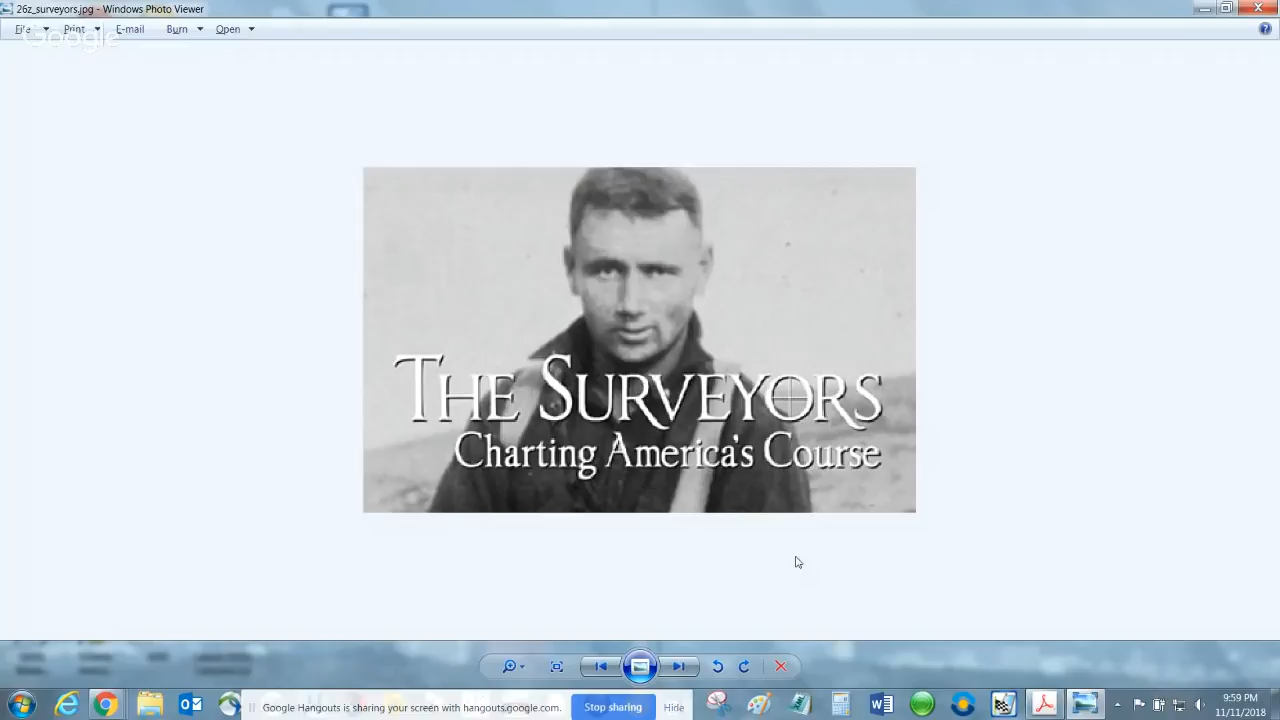 26z_surveyors.jpg - Windows Photo Viewer
File Print E-mail Burn Open
Google
THE SURVEYORS
Charting America's Course
Google Hangouts is sharing your screen with hangouts.google.com.
Stop sharing
Hide
9:59 PM
11/11/2018